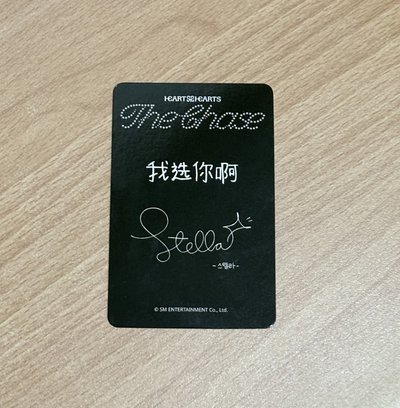 HEARTS2HEARTS
The Chase
我选你啊
Stella
-스텔라-
© SM ENTERTAINMENT Co., Ltd.